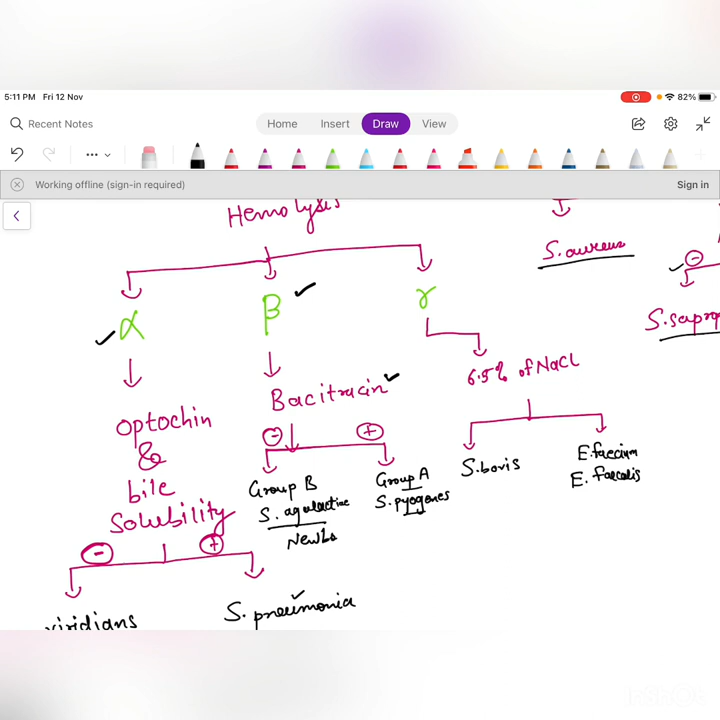 5:11 PM Fri 12 Nov
82%
Recent Notes
Home Insert Draw View
Working offline (sign-in required)
Sign in
Hemolysis
S. aureus
α
β
γ
Optochin
&
bile
Solubility
Bacitracin
6.5% of NaCl
Group B
S. agalactiae
Group A
S. pyogenes
S. bovis
E. faecium
E. faecalis
viridians
S. pneumonia